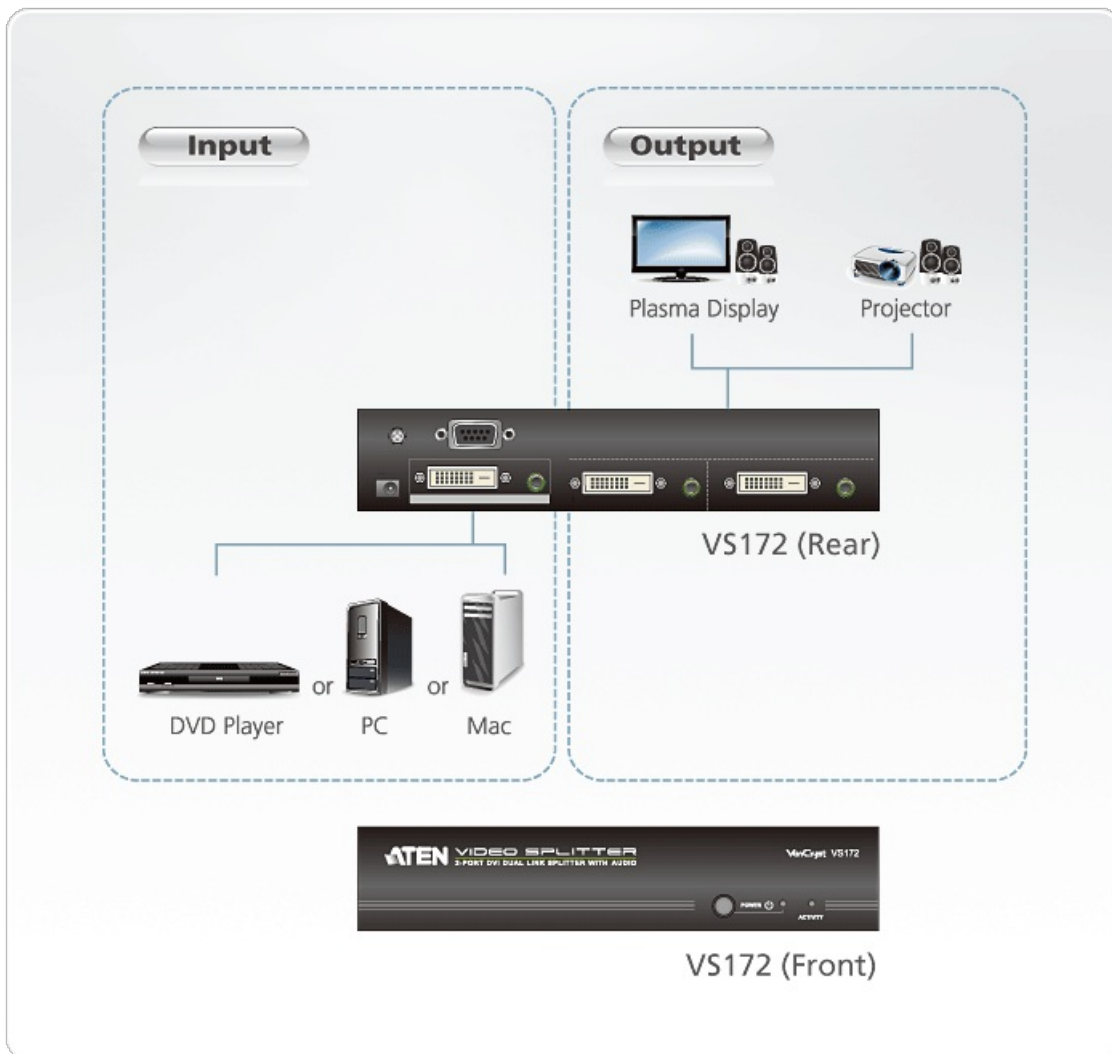 Input
Output
Plasma Display
Projector
VS172 (Rear)
or
or
DVD Player
PC
Mac
ATEN VIDEO SPLITTER
2-PORT DVI DUAL LINK SPLITTER WITH AUDIO
VanCryst VS172
POWER
ACTIVITY
VS172 (Front)